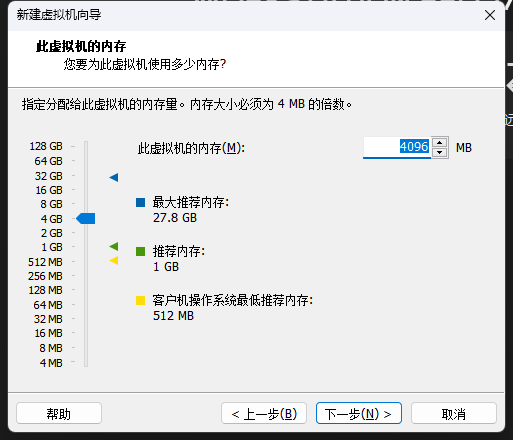 新建虚拟机向导
此虚拟机的内存
您要为此虚拟机使用多少内存?
指定分配给此虚拟机的内存量。内存大小必须为 4 MB 的倍数。
此虚拟机的内存(M):
4096 MB
128 GB
64 GB
32 GB
16 GB
8 GB
4 GB
2 GB
1 GB
512 MB
256 MB
128 MB
64 MB
32 MB
16 MB
8 MB
4 MB
最大推荐内存:
27.8 GB
推荐内存:
1 GB
客户机操作系统最低推荐内存:
512 MB
帮助
< 上一步(B)
下一步(N) >
取消